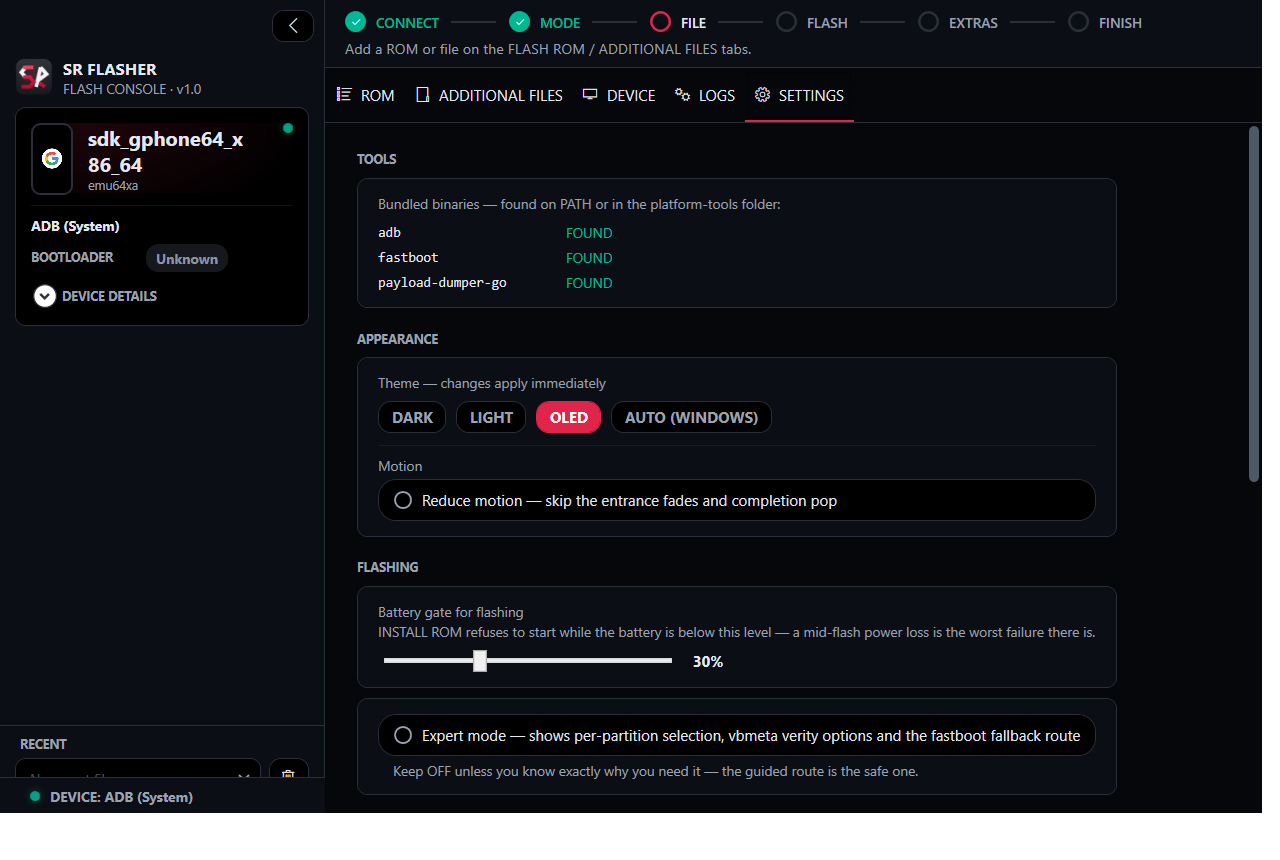 CONNECT
MODE
FILE
FLASH
EXTRAS
FINISH
Add a ROM or file on the FLASH ROM / ADDITIONAL FILES tabs.
SR FLASHER
FLASH CONSOLE · v1.0
sdk_gphone64_x
86_64
emu64xa
ADB (System)
BOOTLOADER Unknown
DEVICE DETAILS
RECENT
DEVICE: ADB (System)
ROM
ADDITIONAL FILES
DEVICE
LOGS
SETTINGS
TOOLS
Bundled binaries — found on PATH or in the platform-tools folder:
adb FOUND
fastboot FOUND
payload-dumper-go FOUND
APPEARANCE
Theme — changes apply immediately
DARK
LIGHT
OLED
AUTO (WINDOWS)
Motion
Reduce motion — skip the entrance fades and completion pop
FLASHING
Battery gate for flashing
INSTALL ROM refuses to start while the battery is below this level — a mid-flash power loss is the worst failure there is.
30%
Expert mode — shows per-partition selection, vbmeta verity options and the fastboot fallback route
Keep OFF unless you know exactly why you need it — the guided route is the safe one.